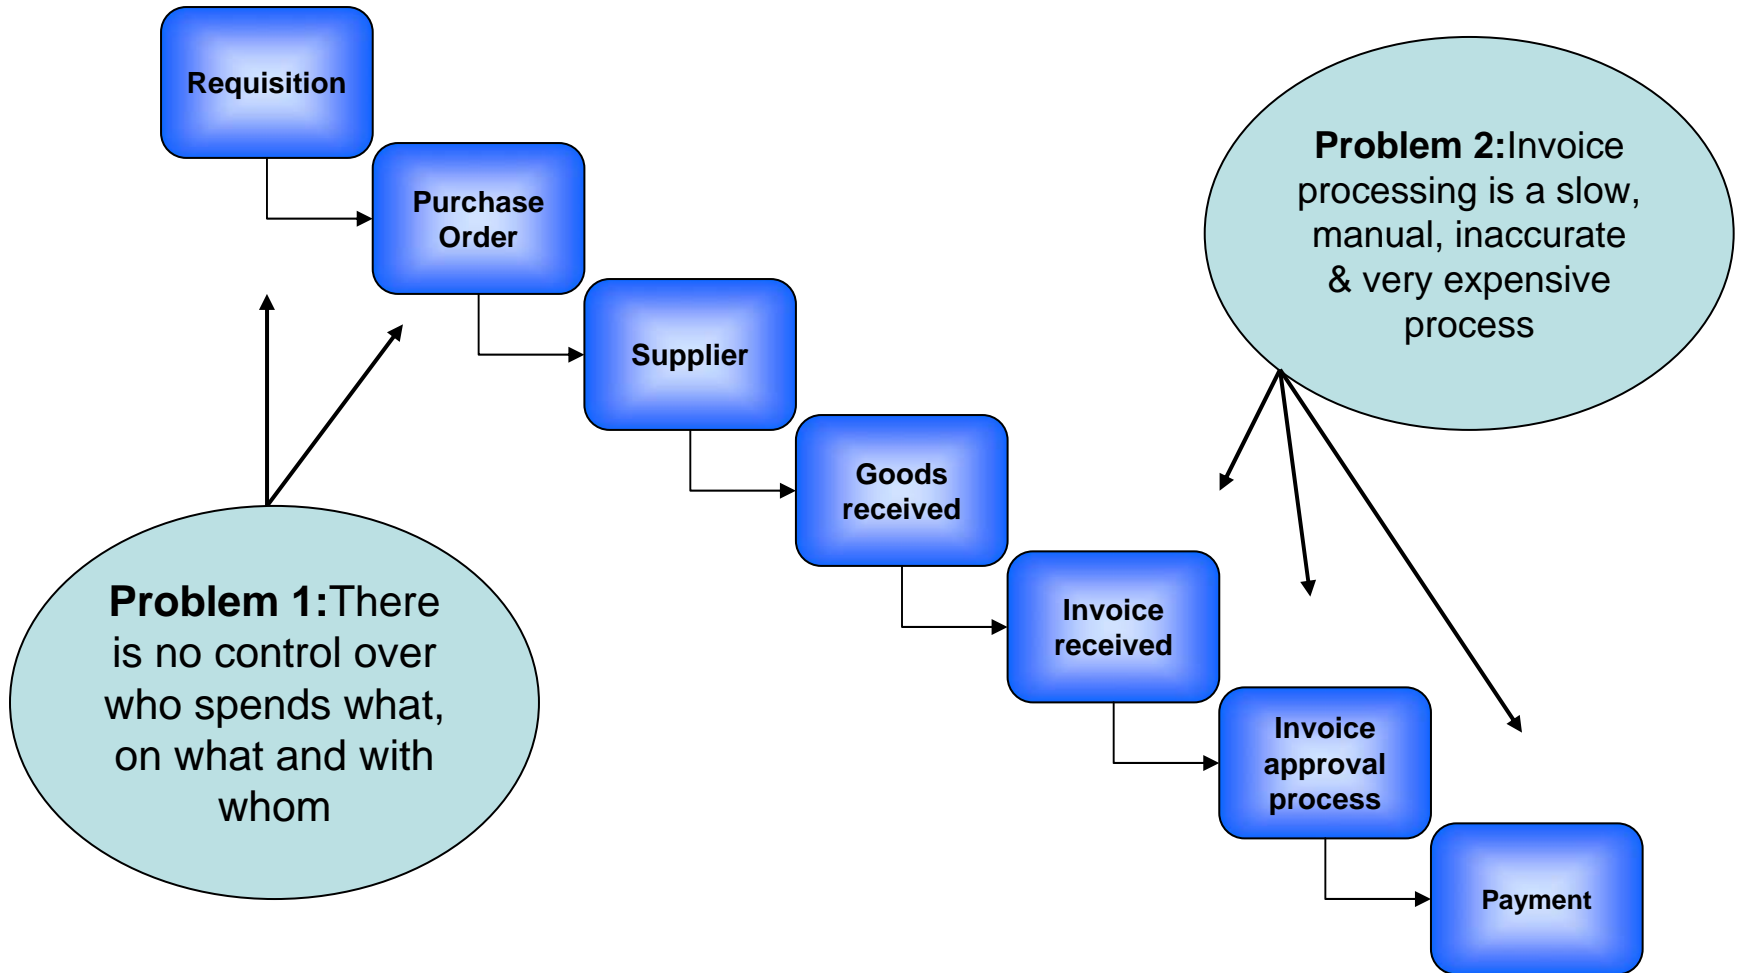 Requisition
Purchase
Order
Supplier
Goods
received
Invoice
received
Invoice
approval
process
Payment
Problem 1:There
is no control over
who spends what,
on what and with
whom
Problem 2:Invoice
processing is a slow,
manual, inaccurate
& very expensive
process